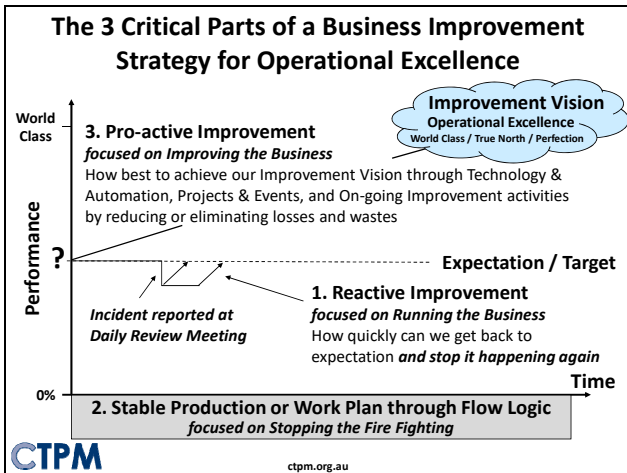 The 3 Critical Parts of a Business Improvement
Strategy for Operational Excellence
World
Class
Improvement Vision
Operational Excellence
World Class / True North / Perfection
3. Pro-active Improvement
focused on Improving the Business
How best to achieve our Improvement Vision through Technology &
Automation, Projects & Events, and On-going Improvement activities
by reducing or eliminating losses and wastes
Performance
?
Expectation / Target
Incident reported at
Daily Review Meeting
1. Reactive Improvement
focused on Running the Business
How quickly can we get back to
expectation and stop it happening again
Time
0%
2. Stable Production or Work Plan through Flow Logic
focused on Stopping the Fire Fighting
CTPM
ctpm.org.au